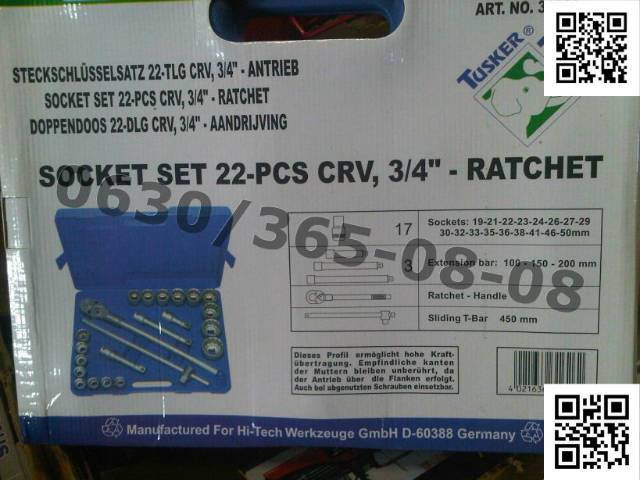 ART. NO. 3
TUSKER
STECKSCHLÜSSELSATZ 22-TLG CRV, 3/4" - ANTRIEB
SOCKET SET 22-PCS CRV, 3/4" - RATCHET
DOPPENDOOS 22-DLG CRV, 3/4" - AANDRIJVING
SOCKET SET 22-PCS CRV, 3/4" - RATCHET
0630/365-08-08
17 Sockets: 19-21-22-23-24-26-27-29
30-32-33-35-36-38-41-46-50mm
3 Extension bar: 100 - 150 - 200 mm
Ratchet - Handle
Sliding T-Bar 450 mm
Dieses Profil ermöglicht hohe Kraft-
übertragung. Empfindliche kanten
der Muttern bleiben unberührt, da
der Antrieb über die Flanken erfolgt.
Auch bei abgenutzten Schrauben einsetzbar.
4 02163
Manufactured For Hi-Tech Werkzeuge GmbH D-60388 Germany